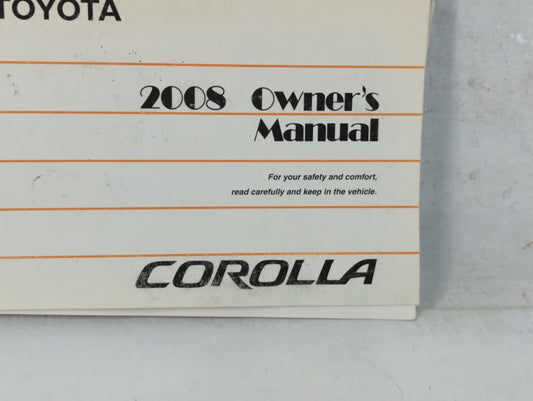 TOYOTA
2008 Owner's
Manual
For your safety and comfort,
read carefully and keep in the vehicle.
COROLLA